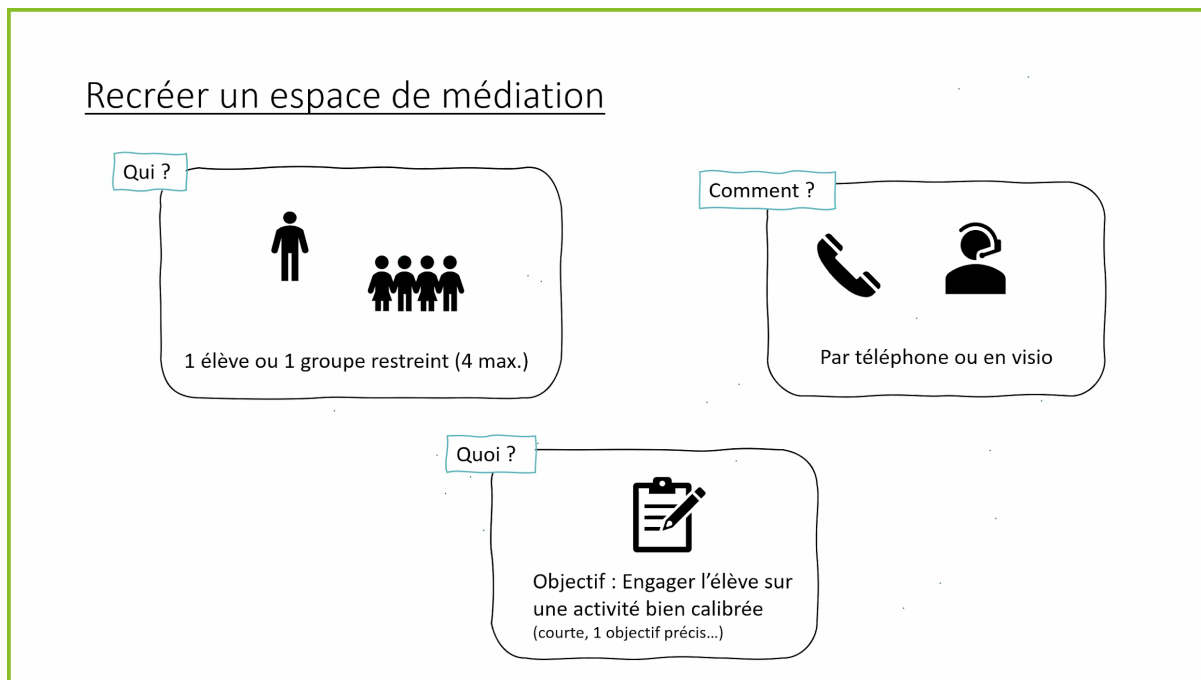 Recréer un espace de médiation
Qui ?
1 élève ou 1 groupe restreint (4 max.)
Comment ?
Par téléphone ou en visio
Quoi ?
Objectif : Engager l’élève sur
une activité bien calibrée
(courte, 1 objectif précis...)